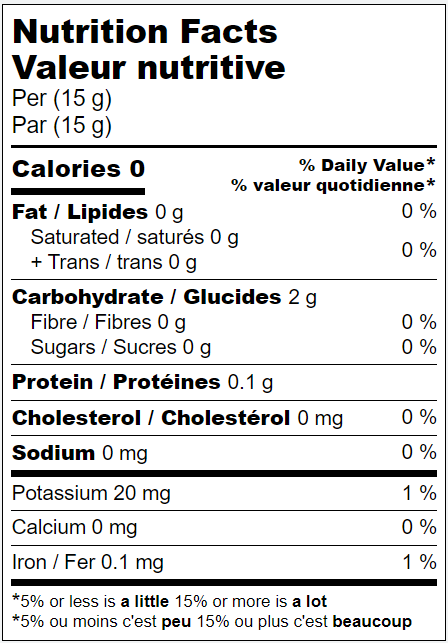 Nutrition Facts
Valeur nutritive
Per (15 g)
Par (15 g)
Calories 0
% Daily Value*
% valeur quotidienne*
Fat / Lipides 0 g 0 %
Saturated / saturés 0 g
+ Trans / trans 0 g
0 %
Carbohydrate / Glucides 2 g
Fibre / Fibres 0 g 0 %
Sugars / Sucres 0 g 0 %
Protein / Protéines 0.1 g
Cholesterol / Cholestérol 0 mg 0 %
Sodium 0 mg 0 %
Potassium 20 mg 1 %
Calcium 0 mg 0 %
Iron / Fer 0.1 mg 1 %
*5% or less is a little 15% or more is a lot
*5% ou moins c'est peu 15% ou plus c'est beaucoup